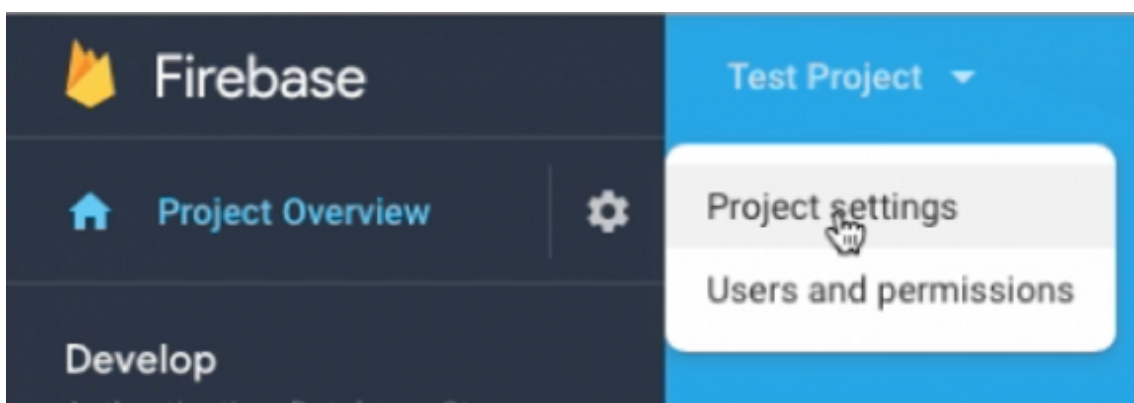 Firebase
Test Project
Project Overview
Project settings
Users and permissions
Develop